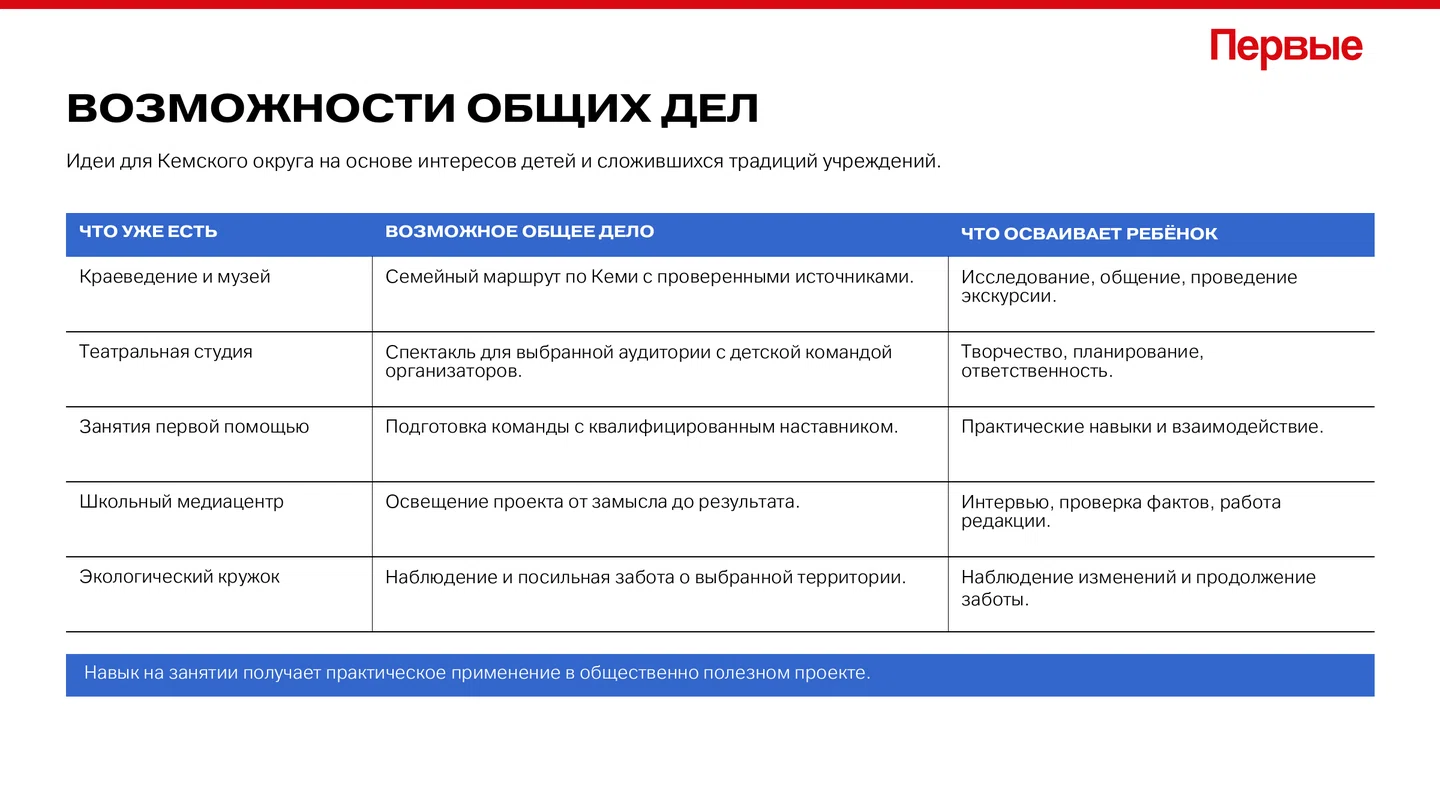 Первые
ВОЗМОЖНОСТИ ОБЩИХ ДЕЛ
Идеи для Кемского округа на основе интересов детей и сложившихся традиций учреждений.
ЧТО УЖЕ ЕСТЬ
ВОЗМОЖНОЕ ОБЩЕЕ ДЕЛО
ЧТО ОСВАИВАЕТ РЕБЁНОК
Краеведение и музей
Семейный маршрут по Кеми с проверенными источниками.
Исследование, общение, проведение
экскурсии.
Театральная студия
Спектакль для выбранной аудитории с детской командой
организаторов.
Творчество, планирование,
ответственность.
Занятия первой помощью
Подготовка команды с квалифицированным наставником.
Практические навыки и взаимодействие.
Школьный медиацентр
Освещение проекта от замысла до результата.
Интервью, проверка фактов, работа
редакции.
Экологический кружок
Наблюдение и посильная забота о выбранной территории.
Наблюдение изменений и продолжение
заботы.
Навык на занятии получает практическое применение в общественно полезном проекте.